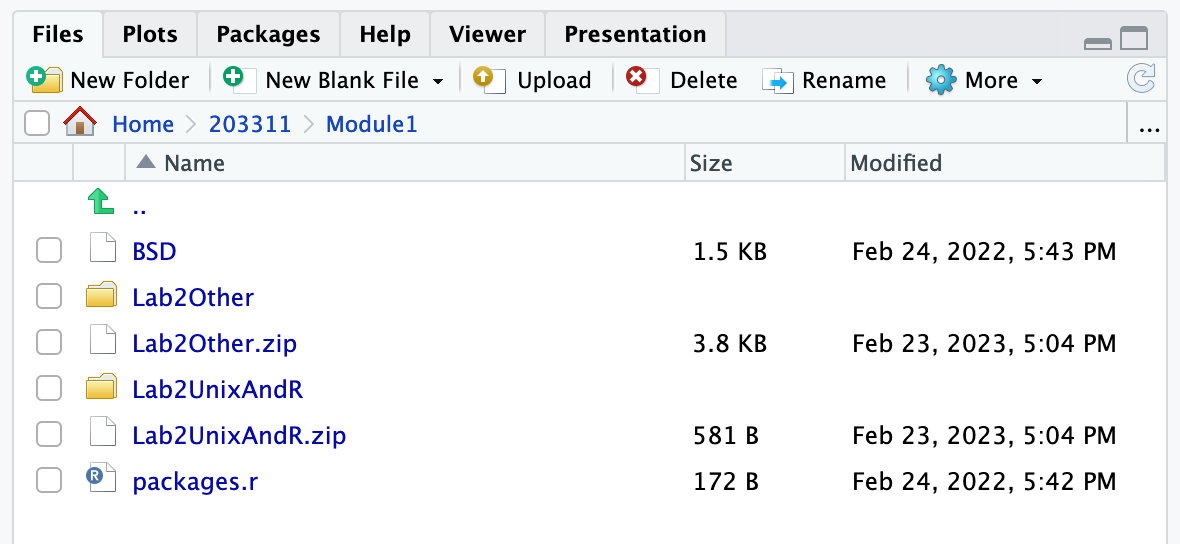 Files Plots Packages Help Viewer Presentation
New Folder New Blank File Upload Delete Rename More
Home 203311 Module1 ...
Name Size Modified
..
BSD 1.5 KB Feb 24, 2022, 5:43 PM
Lab2Other
Lab2Other.zip 3.8 KB Feb 23, 2023, 5:04 PM
Lab2UnixAndR
Lab2UnixAndR.zip 581 B Feb 23, 2023, 5:04 PM
R packages.r 172 B Feb 24, 2022, 5:42 PM